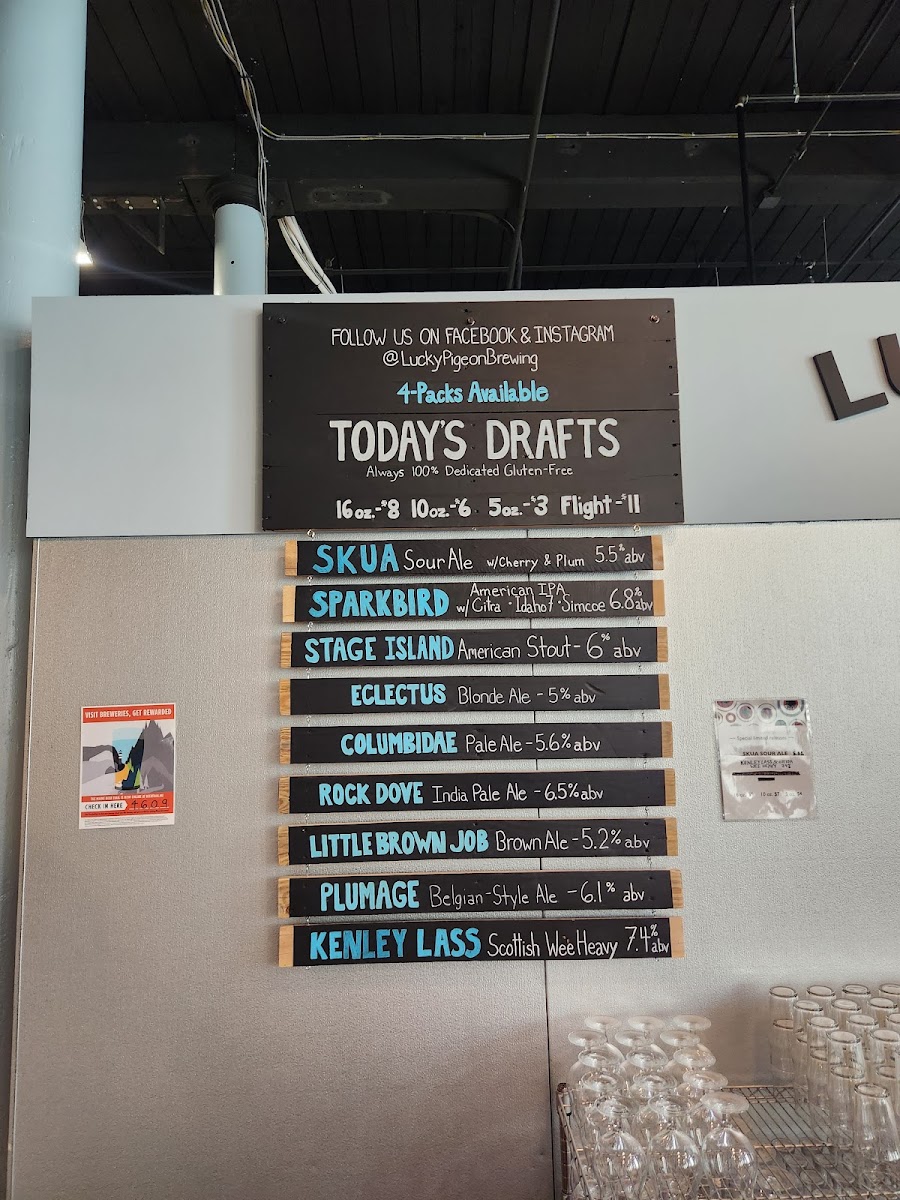 FOLLOW US ON FACEBOOK & INSTAGRAM
@LuckyPigeonBrewing
4-Packs Available
TODAY'S DRAFTS
Always 100% Dedicated Gluten-Free
16oz.-$8 10oz-$6 5oz.-$3 Flight-$11
LU
SKUA Sour Ale w/Cherry & Plum 5.5% abv
SPARKBIRD American IPA
w/Citra · Idaho7 · Simcoe 6.8% abv
STAGE ISLAND American Stout - 6% abv
ECLECTUS Blonde Ale - 5% abv
COLUMBIDAE Pale Ale - 5.6% abv
ROCK DOVE India Pale Ale - 6.5% abv
LITTLE BROWN JOB Brown Ale - 5.2% abv
PLUMAGE Belgian-Style Ale - 6.1% abv
KENLEY LASS Scottish Wee Heavy 7.4% abv
VISIT BREWERIES, GET REWARDED
CHECK IN HERE 4609
SKUA SOUR ALE
KENLEY LASS